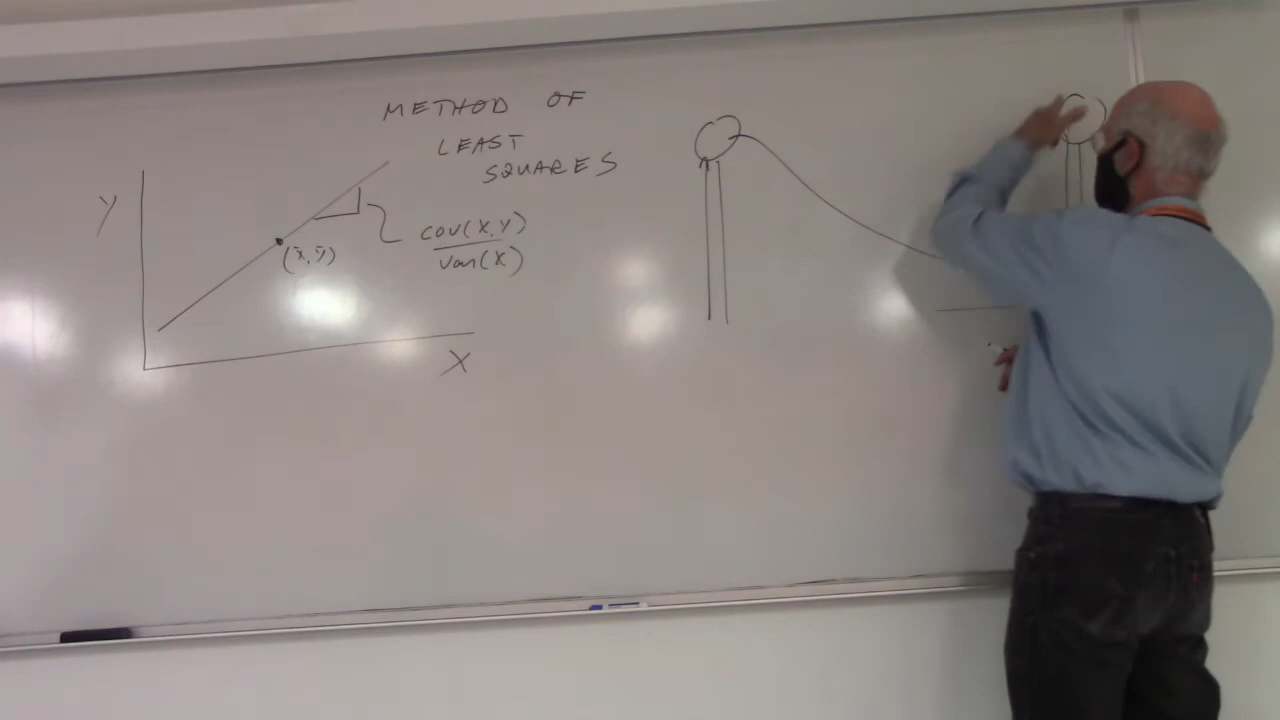 METHOD OF
LEAST
SQUARES
Y
(x̄, ȳ)
cov(X,Y)
var(X)
X